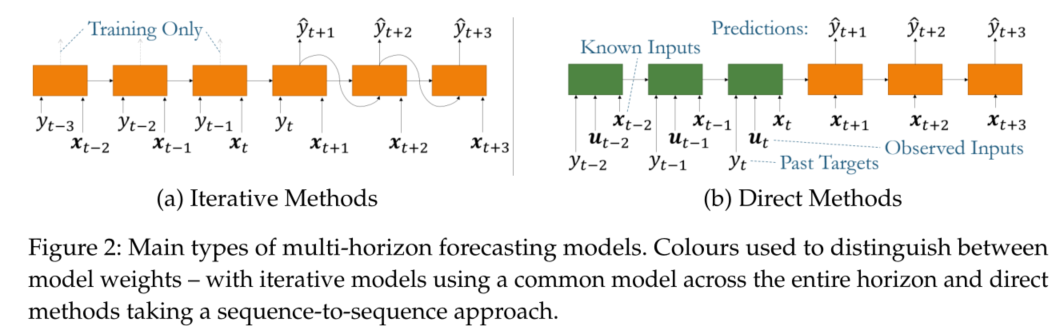 Training Only
ŷt+1 ŷt+2 ŷt+3
yt−3 yt−2 yt−1 yt
xt−2 xt−1 xt xt+1 xt+2 xt+3
(a) Iterative Methods
Predictions: ŷt+1 ŷt+2 ŷt+3
Known Inputs
xt−2 xt−1 xt xt+1 xt+2 xt+3
ut−2 ut−1 ut Observed Inputs
yt−2 yt−1 yt Past Targets
(b) Direct Methods
Figure 2: Main types of multi-horizon forecasting models. Colours used to distinguish between
model weights – with iterative models using a common model across the entire horizon and direct
methods taking a sequence-to-sequence approach.